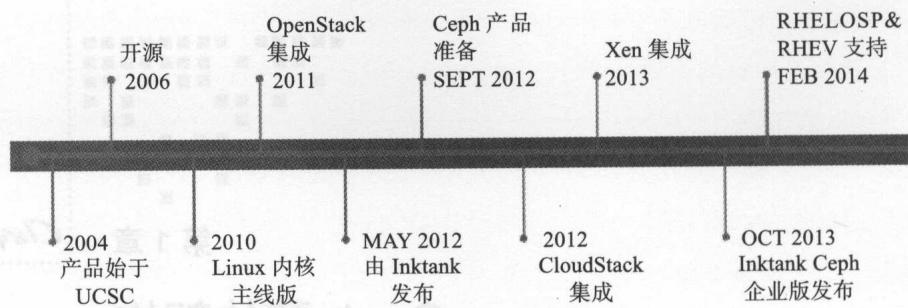 开源
2006
OpenStack
集成
2011
Ceph 产品
准备
SEPT 2012
Xen 集成
2013
RHELOSP&
RHEV 支持
FEB 2014
2004
产品始于
UCSC
2010
Linux 内核
主线版
MAY 2012
由 Inktank
发布
2012
CloudStack
集成
OCT 2013
Inktank Ceph
企业版发布